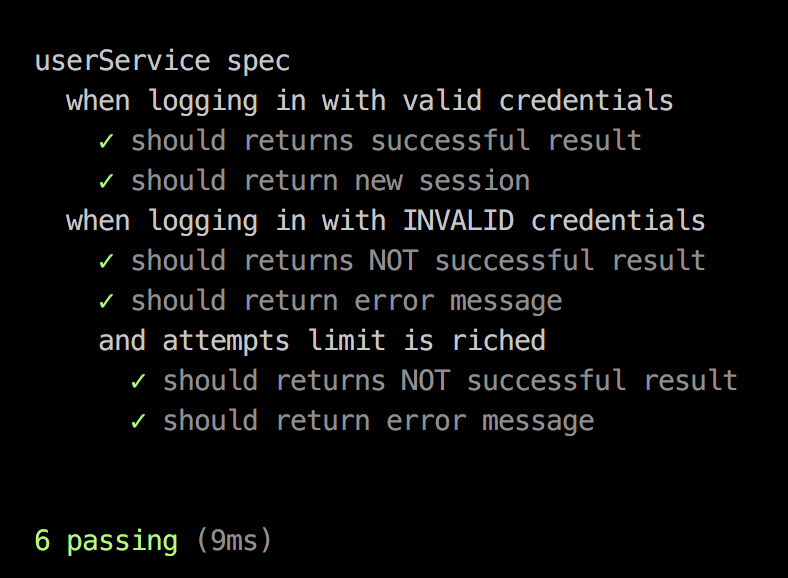 userService spec
when logging in with valid credentials
✓ should returns successful result
✓ should return new session
when logging in with INVALID credentials
✓ should returns NOT successful result
✓ should return error message
and attempts limit is riched
✓ should returns NOT successful result
✓ should return error message
6 passing (9ms)